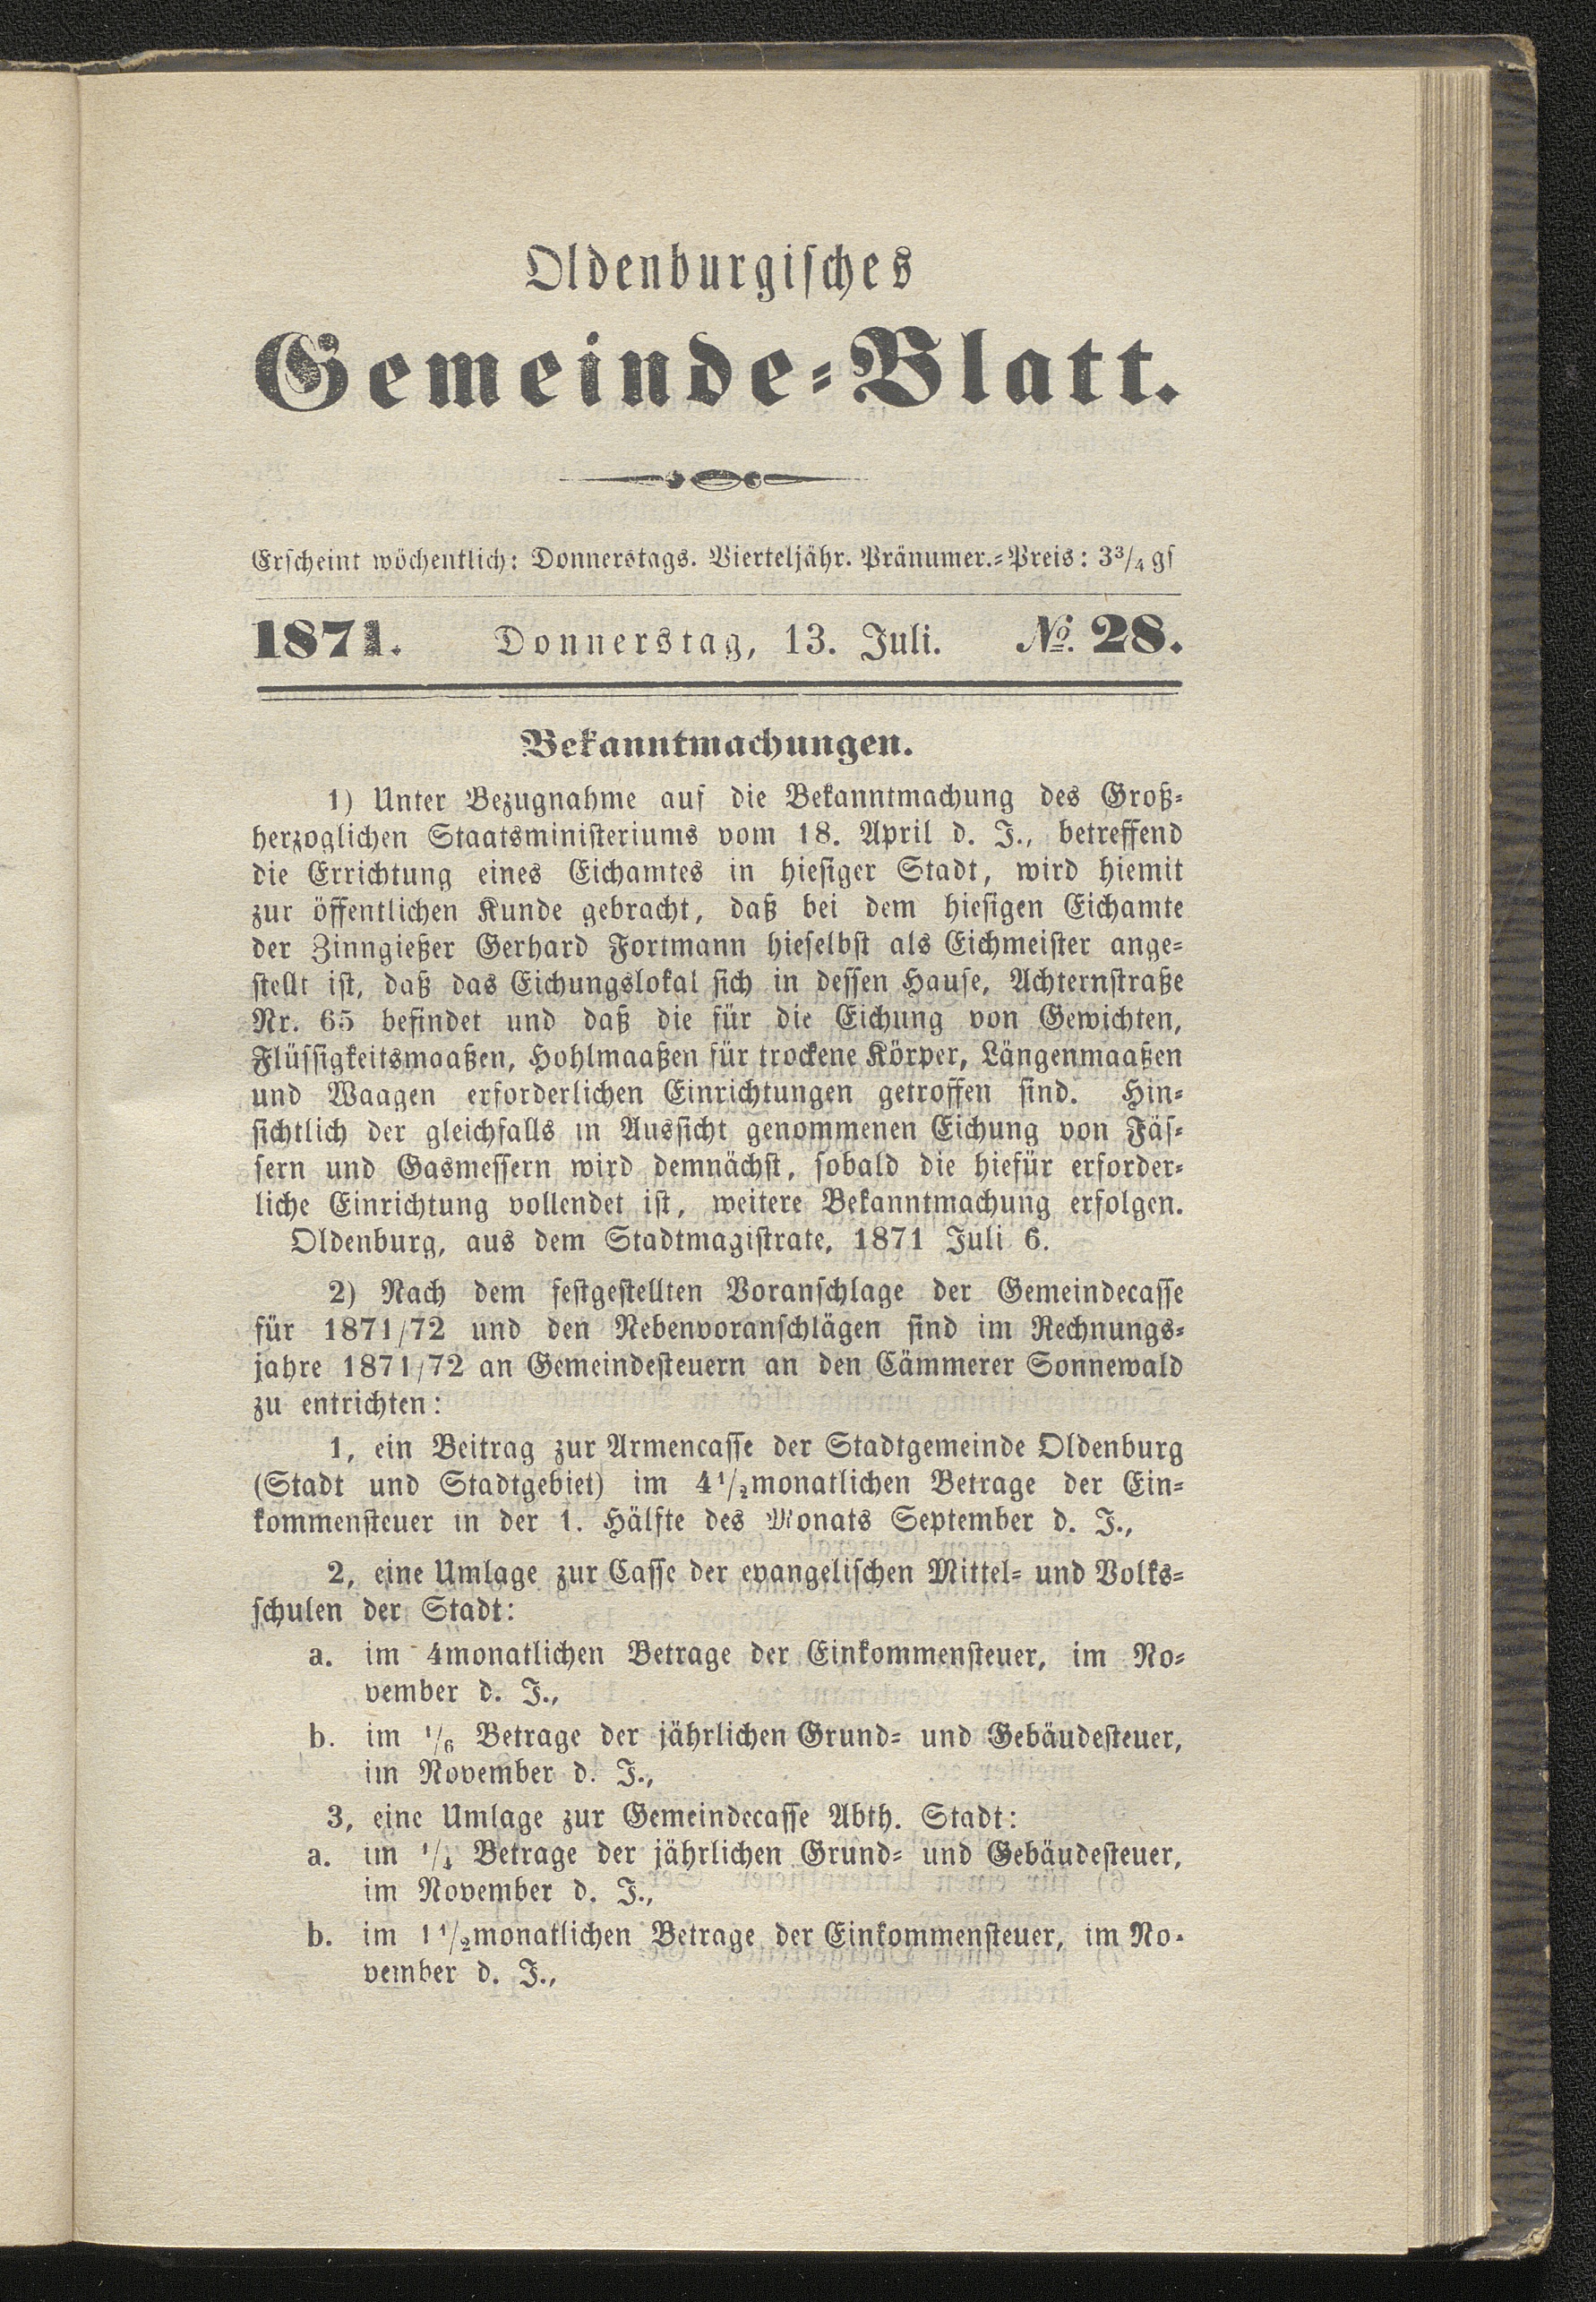 Oldenburgisches
Gemeinde-Blatt.
Erscheint wöchentlich: Donnerstags. Vierteljähr. Pränumer.-Preis: 3¾ gs
1871. Donnerstag, 13. Juli. №. 28.
Bekanntmachungen.
1) Unter Bezugnahme auf die Bekanntmachung des Groß-
herzoglichen Staatsministeriums vom 18. April d. J., betreffend
die Errichtung eines Eichamtes in hiesiger Stadt, wird hiemit
zur öffentlichen Kunde gebracht, daß bei dem hiesigen Eichamte
der Zinngießer Gerhard Fortmann hieselbst als Eichmeister ange-
stellt ist, daß das Eichungslokal sich in dessen Hause, Achternstraße
Nr. 65 befindet und daß die für die Eichung von Gewichten,
Flüssigkeitsmaaßen, Hohlmaaßen für trockene Körper, Längenmaaßen
und Waagen erforderlichen Einrichtungen getroffen sind. Hin-
sichtlich der gleichfalls in Aussicht genommenen Eichung von Fäs-
sern und Gasmessern wird demnächst, sobald die hiefür erforder-
liche Einrichtung vollendet ist, weitere Bekanntmachung erfolgen.
Oldenburg, aus dem Stadtmagistrate, 1871 Juli 6.
2) Nach dem festgestellten Voranschlage der Gemeindecasse
für 1871/72 und den Nebenvoranschlägen sind im Rechnungs-
jahre 1871/72 an Gemeindesteuern an den Cämmerer Sonnewald
zu entrichten:
1, ein Beitrag zur Armencasse der Stadtgemeinde Oldenburg
(Stadt und Stadtgebiet) im 4½monatlichen Betrage der Ein-
kommensteuer in der 1. Hälfte des Monats September d. J.,
2, eine Umlage zur Casse der evangelischen Mittel- und Volks-
schulen der Stadt:
a. im 4monatlichen Betrage der Einkommensteuer, im No-
vember d. J.,
b. im 1/6 Betrage der jährlichen Grund- und Gebäudesteuer,
im November d. J.,
3, eine Umlage zur Gemeindecasse Abth. Stadt:
a. im 1/4 Betrage der jährlichen Grund- und Gebäudesteuer,
im November d. J.,
b. im 1½monatlichen Betrage der Einkommensteuer, im No-
vember d. J.,